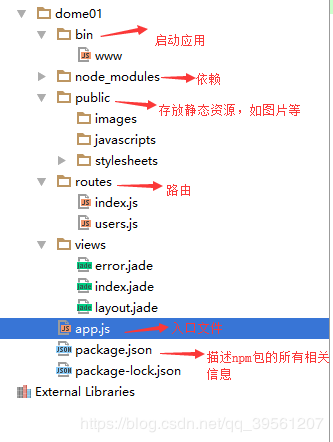 dome01
bin
启动应用
www
node_modules
依赖
public
存放静态资源，如图片等
images
javascripts
stylesheets
routes
路由
index.js
users.js
views
error.jade
index.jade
layout.jade
app.js
package.json
描述npm包的所有相关
信息
package-lock.json
External Libraries
https://blog.csdn.net/qq_39561207